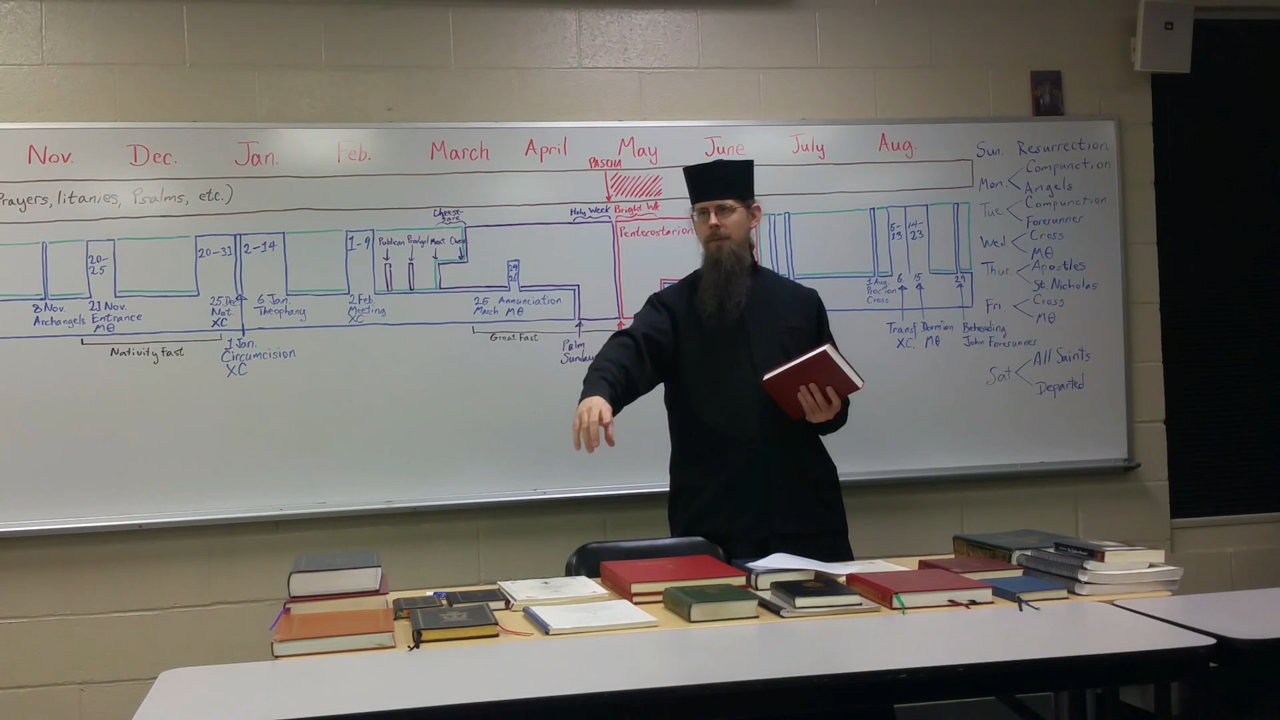 Nov. Dec. Jan. Feb. March April May June July Aug.
Pascha
Prayers, litanies, Psalms, etc.)
Holy Week Bright Wk
Penterostarion
20-25
20-31
2-14
1-9
Publican Prodigal Meat Cheese
8 Nov.
Archangels
21 Nov.
Entrance
Mθ
25 Dec
Nat.
XC
6 Jan.
Theophany
2 Feb.
Meeting
XC
25 Annunciation
March Mθ
Nativity fast
Great Fast
1 Jan.
Circumcision
XC
Palm
Sunday
5-13
14-23
29
1 Aug.
Cross
6
15
Transf
XC
Dormion
Mθ
Beheading
John Forerunner
Sun. Resurrection
Mon. Compunction
Angels
Tue Compunction
Forerunner
Wed Cross
Mθ
Thur. Apostles
St. Nicholas
Fri Cross
Mθ
Sat All Saints
Departed